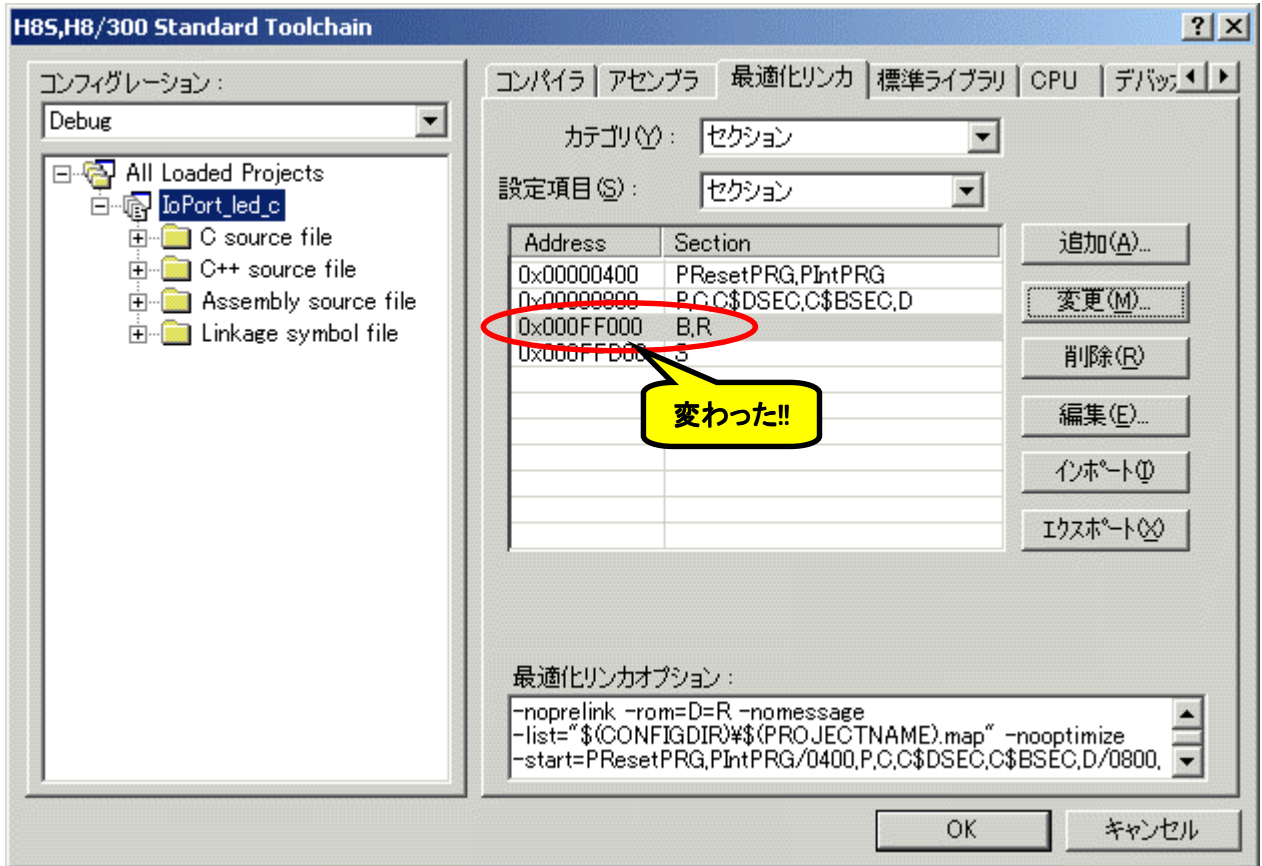 H8S,H8/300 Standard Toolchain
コンフィグレーション :
Debug
All Loaded Projects
IoPort_led_c
C source file
C++ source file
Assembly source file
Linkage symbol file
コンパイラ アセンブラ 最適化リンカ 標準ライブラリ CPU デバッ
カテゴリ(Y) : セクション
設定項目(S) : セクション
Address Section
0x00000400 PResetPRG,PIntPRG
0x00000800 P,C,C$DSEC,C$BSEC,D
0x000FF000 B,R
0x000FFD00 S
変わった!!
追加(A)...
変更(M)...
削除(R)
編集(E)...
インポート(I)
エクスポート(X)
最適化リンカオプション :
-noprelink -rom=D=R -nomessage
-list="$(CONFIGDIR)¥$(PROJECTNAME).map" -nooptimize
-start=PResetPRG,PIntPRG/0400,P,C,C$DSEC,C$BSEC,D/0800,
OK キャンセル